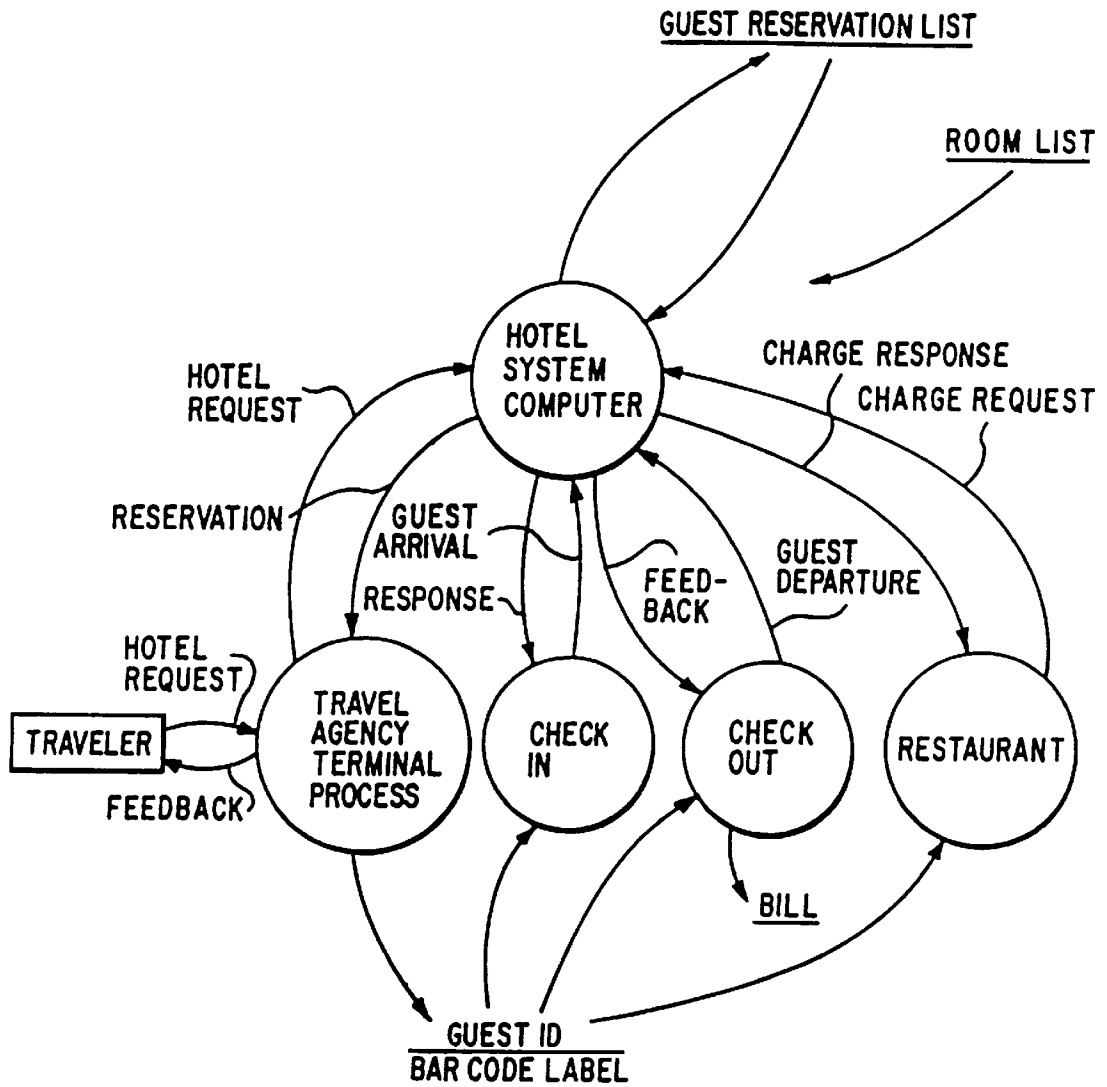 GUEST RESERVATION LIST
ROOM LIST
HOTEL
SYSTEM
COMPUTER
CHARGE RESPONSE
CHARGE REQUEST
HOTEL
REQUEST
RESERVATION
GUEST
ARRIVAL
RESPONSE
FEED-
BACK
GUEST
DEPARTURE
HOTEL
REQUEST
TRAVELER
FEEDBACK
TRAVEL
AGENCY
TERMINAL
PROCESS
CHECK
IN
CHECK
OUT
RESTAURANT
BILL
GUEST ID
BAR CODE LABEL